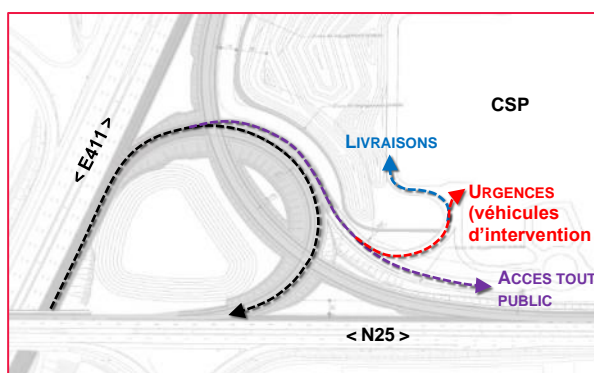 CSP
LIVRAISONS
< E411 >
URGENCES
(véhicules
d'intervention
ACCES TOUT
PUBLIC
< N25 >